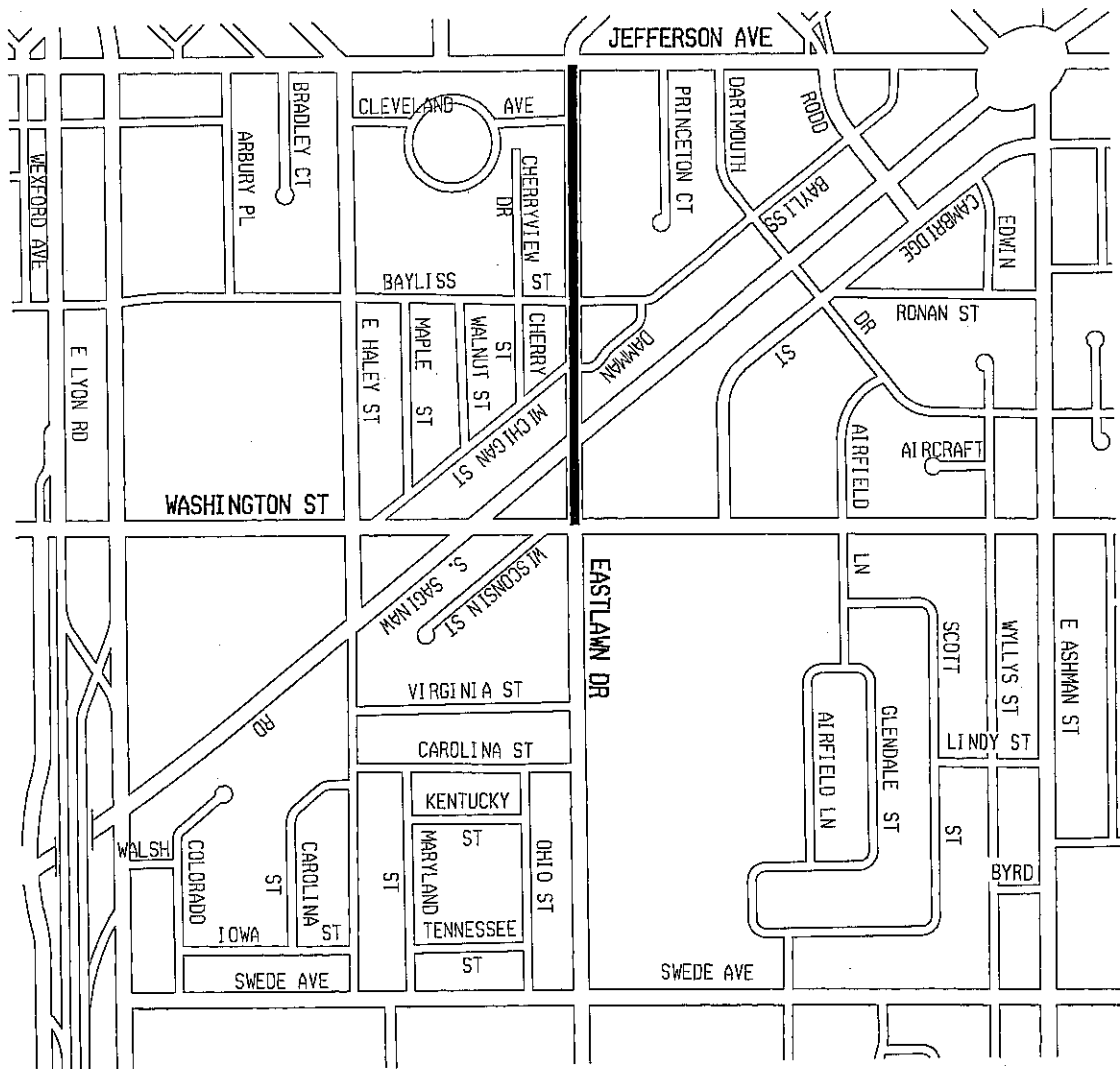 JEFFERSON AVE
CLEVELAND AVE
BRADLEY CT
ARBURY PL
WEXFORD AVE
CHERRYVIEW
DR
PRINCETON CT
DARTMOUTH
RODD
BAYLISS
CAMBRIDGE
EDWIN
BAYLISS ST
RONAN ST
DR
ST
DAMMAN
E LYON RD
E HALEY ST
MAPLE ST
WALNUT ST
ST
CHERRY
MICHIGAN ST
AIRFIELD
AIRCRAFT
WASHINGTON ST
S. SAGINAW
WISCONSIN ST
EASTLAWN DR
LN
SCOTT
WYLLYS ST
E ASHMAN ST
VIRGINIA ST
RD
CAROLINA ST
AIRFIELD LN
GLENDALE ST
LINDY ST
KENTUCKY
ST
WALSH
COLORADO
ST
CAROLINA
ST
MARYLAND
OHIO ST
ST
BYRD
IOWA ST
TENNESSEE
ST
SWEDE AVE
SWEDE AVE